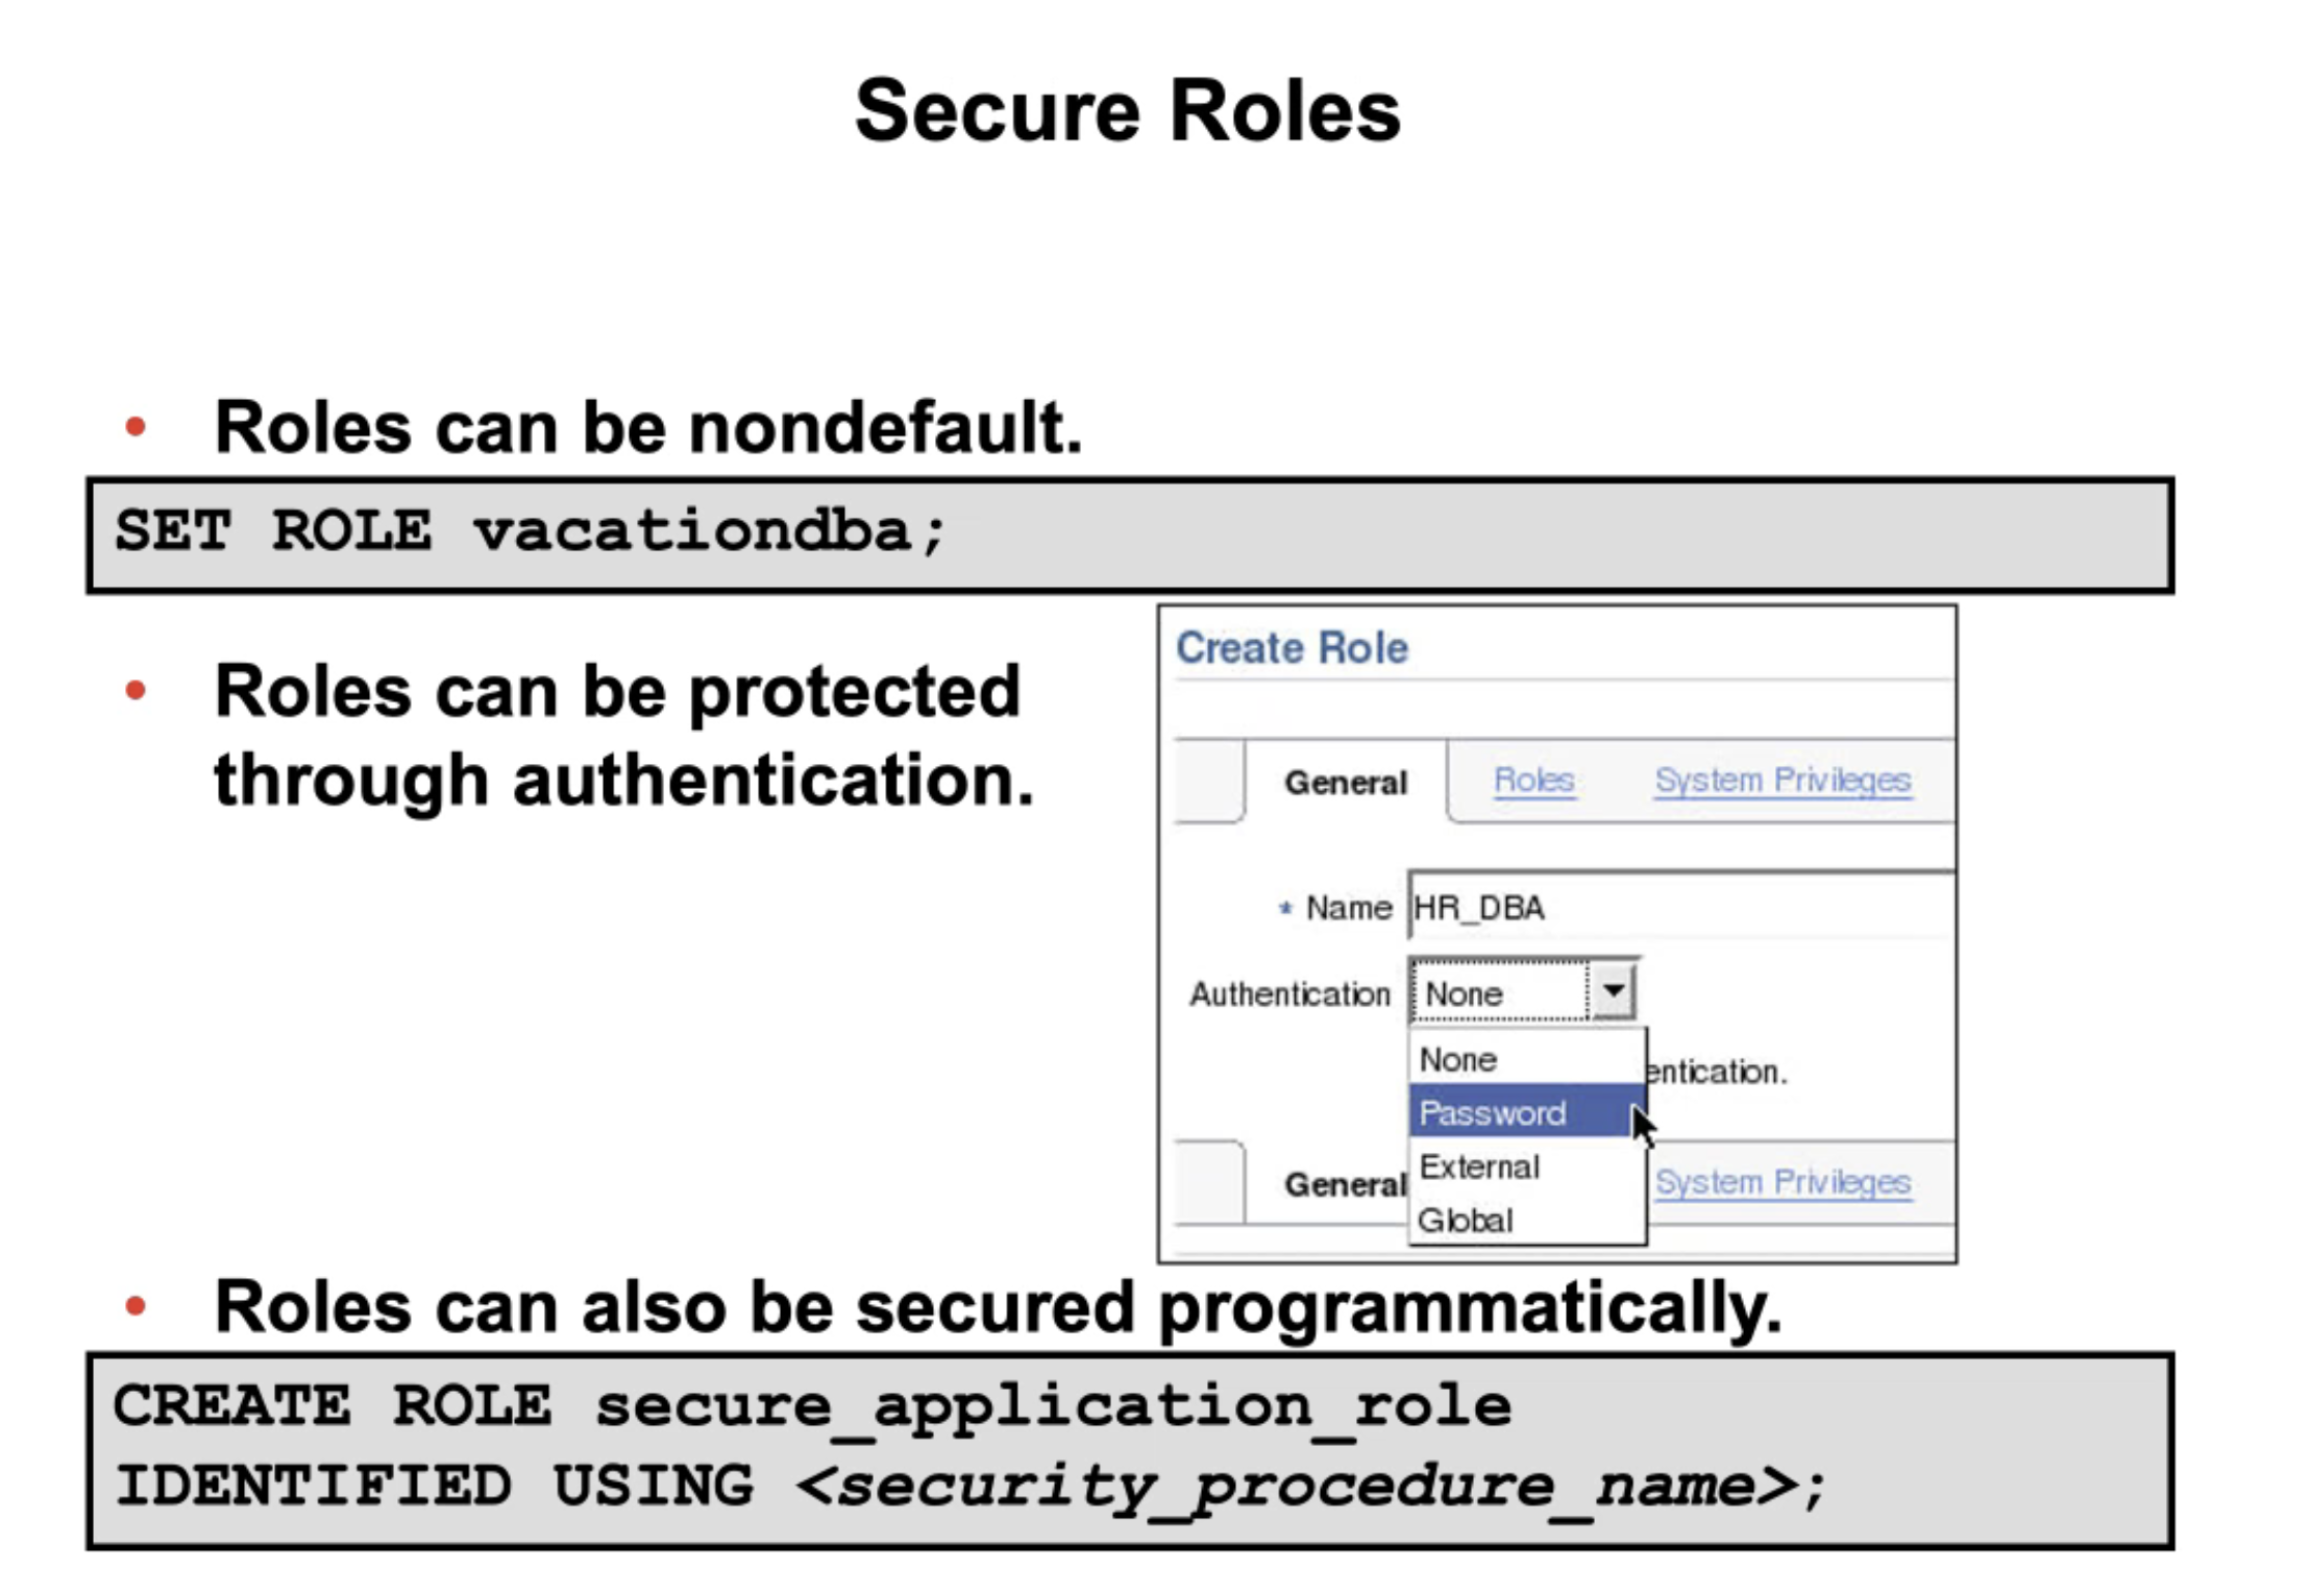 Secure Roles
• Roles can be nondefault.
SET ROLE vacationdba;
• Roles can be protected
through authentication.
Create Role
General Roles System Privileges
* Name HR_DBA
Authentication None
None
entication.
Password
External
General System Privileges
Global
• Roles can also be secured programmatically.
CREATE ROLE secure_application_role
IDENTIFIED USING <security_procedure_name>;